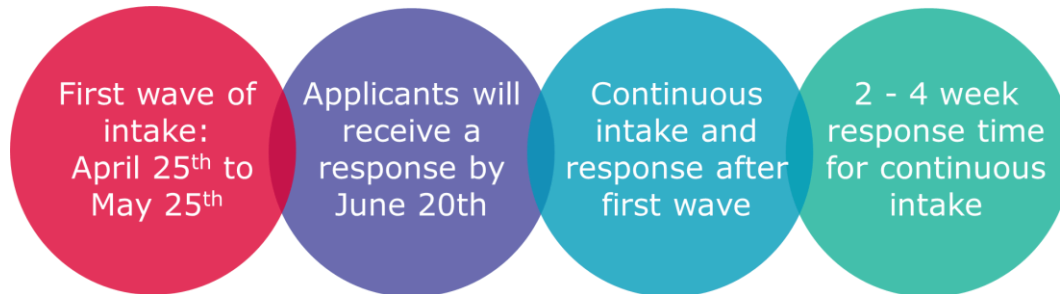 First wave of
intake:
April 25th to
May 25th
Applicants will
receive a
response by
June 20th
Continuous
intake and
response after
first wave
2 - 4 week
response time
for continuous
intake